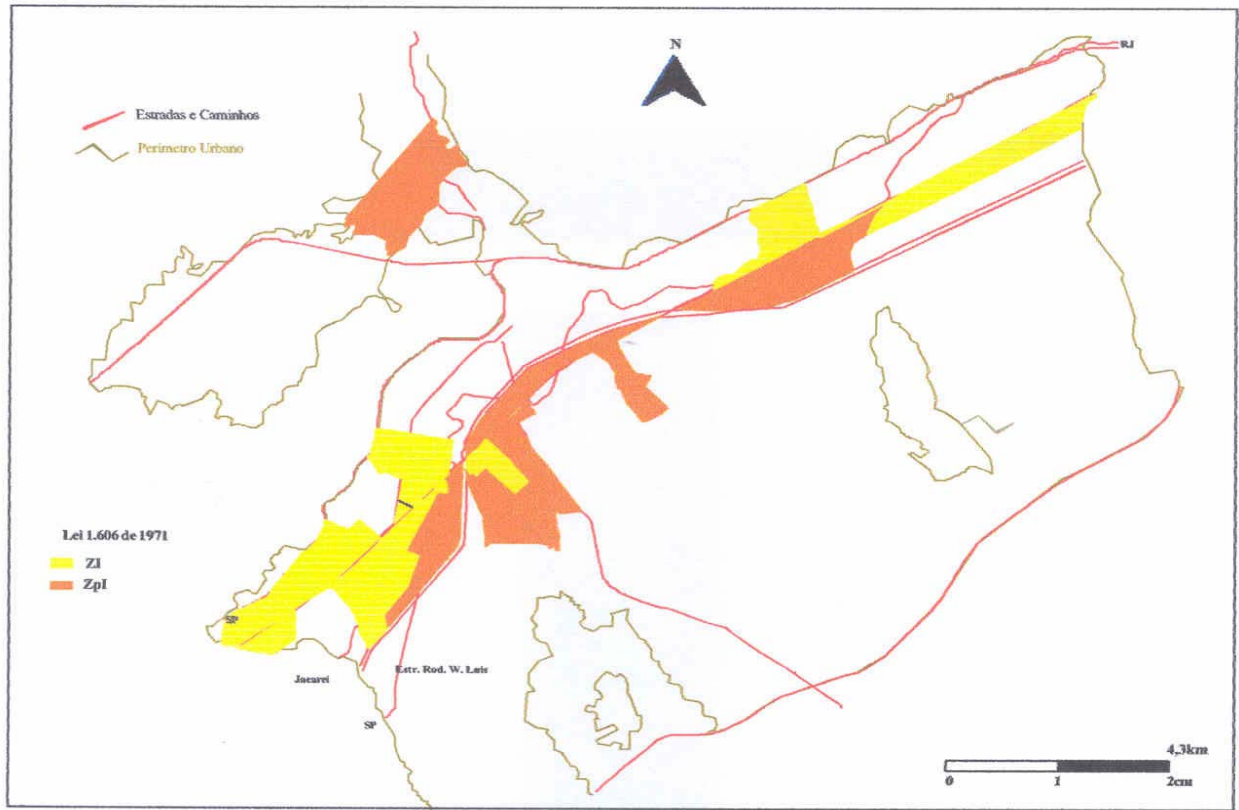 N
RJ
Estradas e Caminhos
Perímetro Urbano
Lei 1.606 de 1971
ZI
ZpI
SP
Jacareí
Estr. Rod. W. Luis
SP
4,3km
0 1 2cm